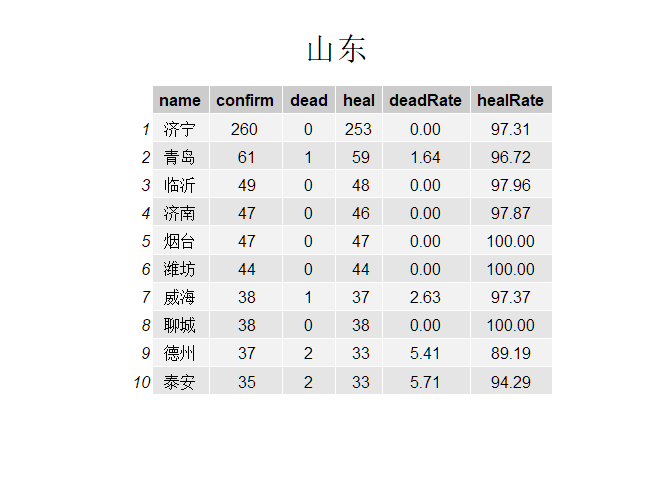 山东
name confirm dead heal deadRate healRate
1 济宁 260 0 253 0.00 97.31
2 青岛 61 1 59 1.64 96.72
3 临沂 49 0 48 0.00 97.96
4 济南 47 0 46 0.00 97.87
5 烟台 47 0 47 0.00 100.00
6 潍坊 44 0 44 0.00 100.00
7 威海 38 1 37 2.63 97.37
8 聊城 38 0 38 0.00 100.00
9 德州 37 2 33 5.41 89.19
10 泰安 35 2 33 5.71 94.29